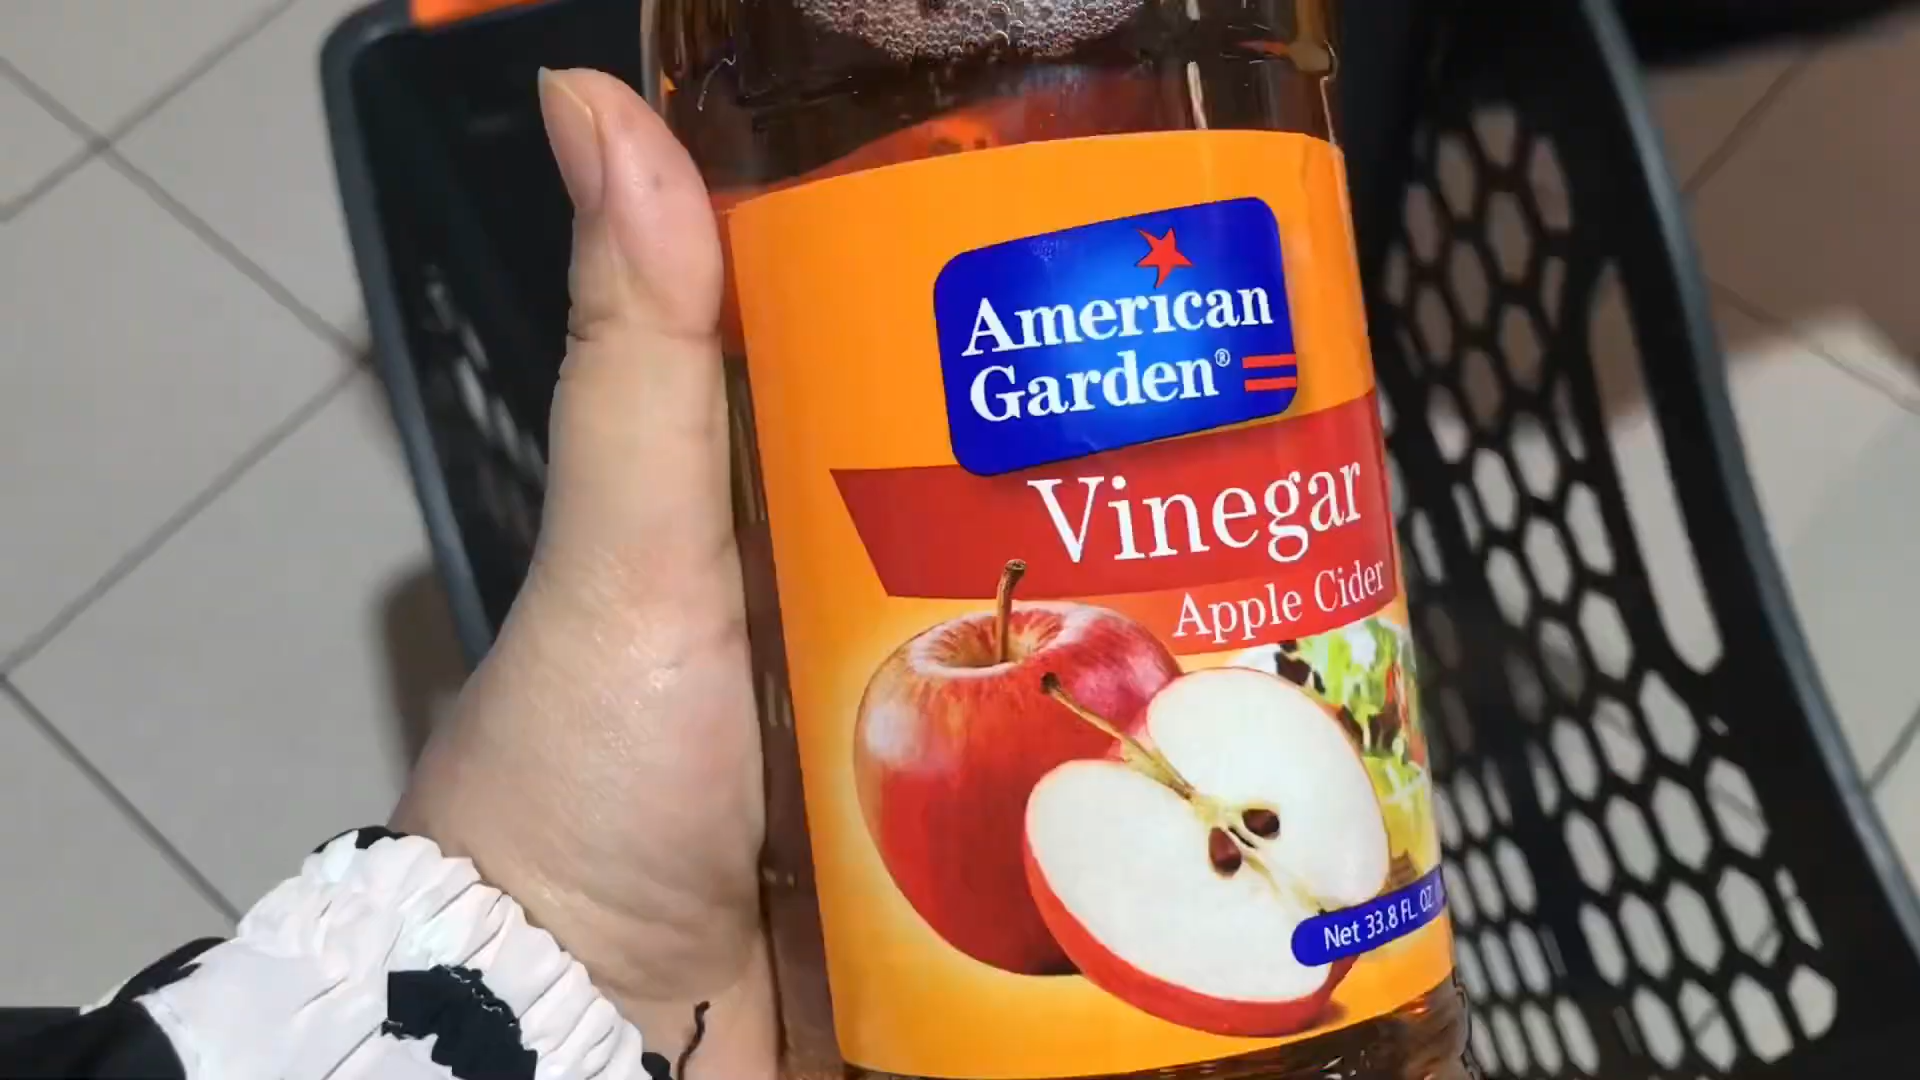 American
Garden®
Vinegar
Apple Cider
Net 33.8 FL. OZ.